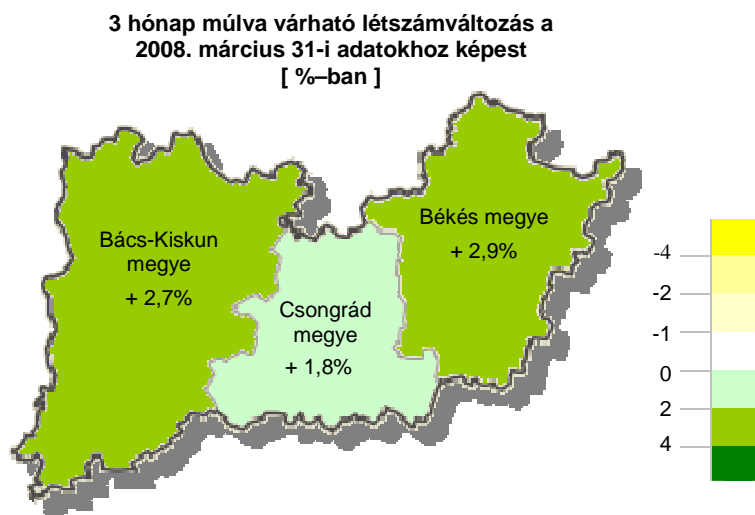 3 hónap múlva várható létszámváltozás a
2008. március 31-i adatokhoz képest
[ %–ban ]
Bács-Kiskun
megye
+ 2,7%
Csongrád
megye
+ 1,8%
Békés megye
+ 2,9%
-4
-2
-1
0
2
4